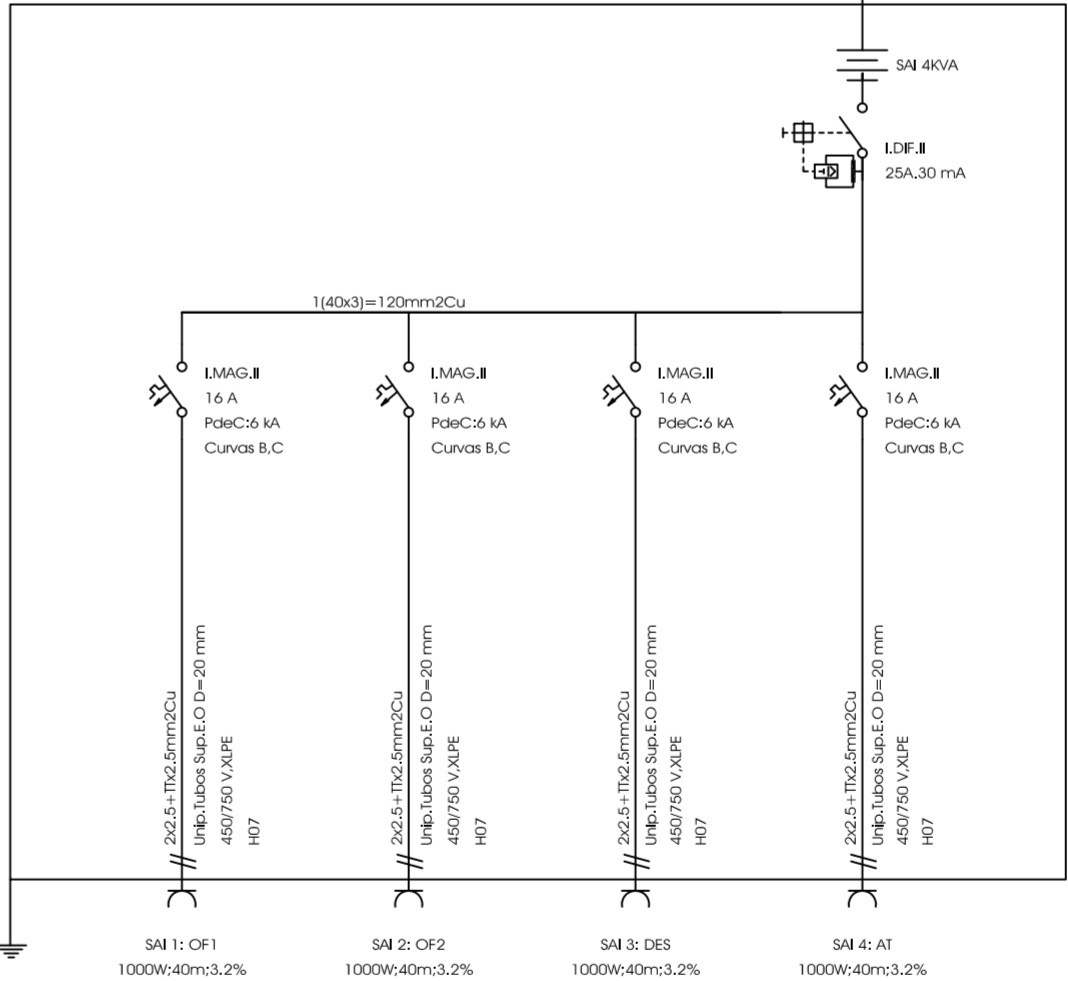 SAI 4KVA
I.DIF.II
25A.30 mA
1(40x3)=120mm2Cu
I.MAG.II
16 A
PdeC:6 kA
Curvas B,C
I.MAG.II
16 A
PdeC:6 kA
Curvas B,C
I.MAG.II
16 A
PdeC:6 kA
Curvas B,C
I.MAG.II
16 A
PdeC:6 kA
Curvas B,C
2x2.5+TTx2.5mm2Cu
Unip.Tubos Sup.E.O D=20 mm
450/750 V,XLPE
H07
2x2.5+TTx2.5mm2Cu
Unip.Tubos Sup.E.O D=20 mm
450/750 V,XLPE
H07
2x2.5+TTx2.5mm2Cu
Unip.Tubos Sup.E.O D=20 mm
450/750 V,XLPE
H07
2x2.5+TTx2.5mm2Cu
Unip.Tubos Sup.E.O D=20 mm
450/750 V,XLPE
H07
SAI 1: OF1
1000W;40m;3.2%
SAI 2: OF2
1000W;40m;3.2%
SAI 3: DES
1000W;40m;3.2%
SAI 4: AT
1000W;40m;3.2%